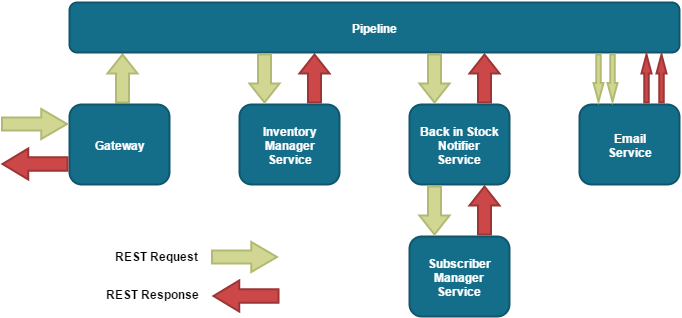 Pipeline
Gateway
Inventory
Manager
Service
Back in Stock
Notifier
Service
Email
Service
Subscriber
Manager
Service
REST Request
REST Response